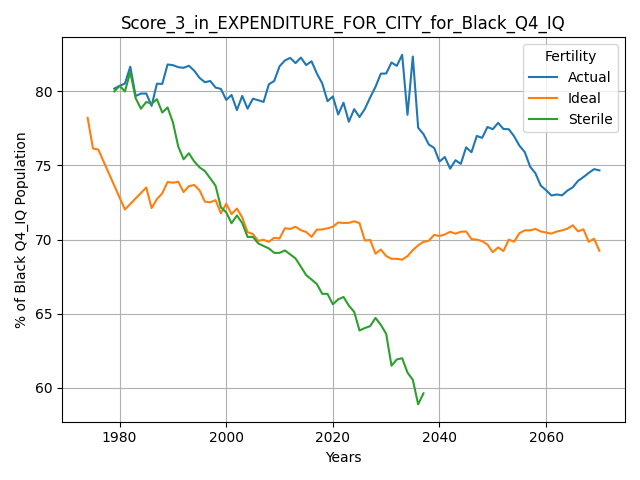 Score_3_in_EXPENDITURE_FOR_CITY_for_Black_Q4_IQ
Fertility
Actual
Ideal
Sterile
% of Black Q4_IQ Population
80
75
70
65
60
1980
2000
2020
2040
2060
Years